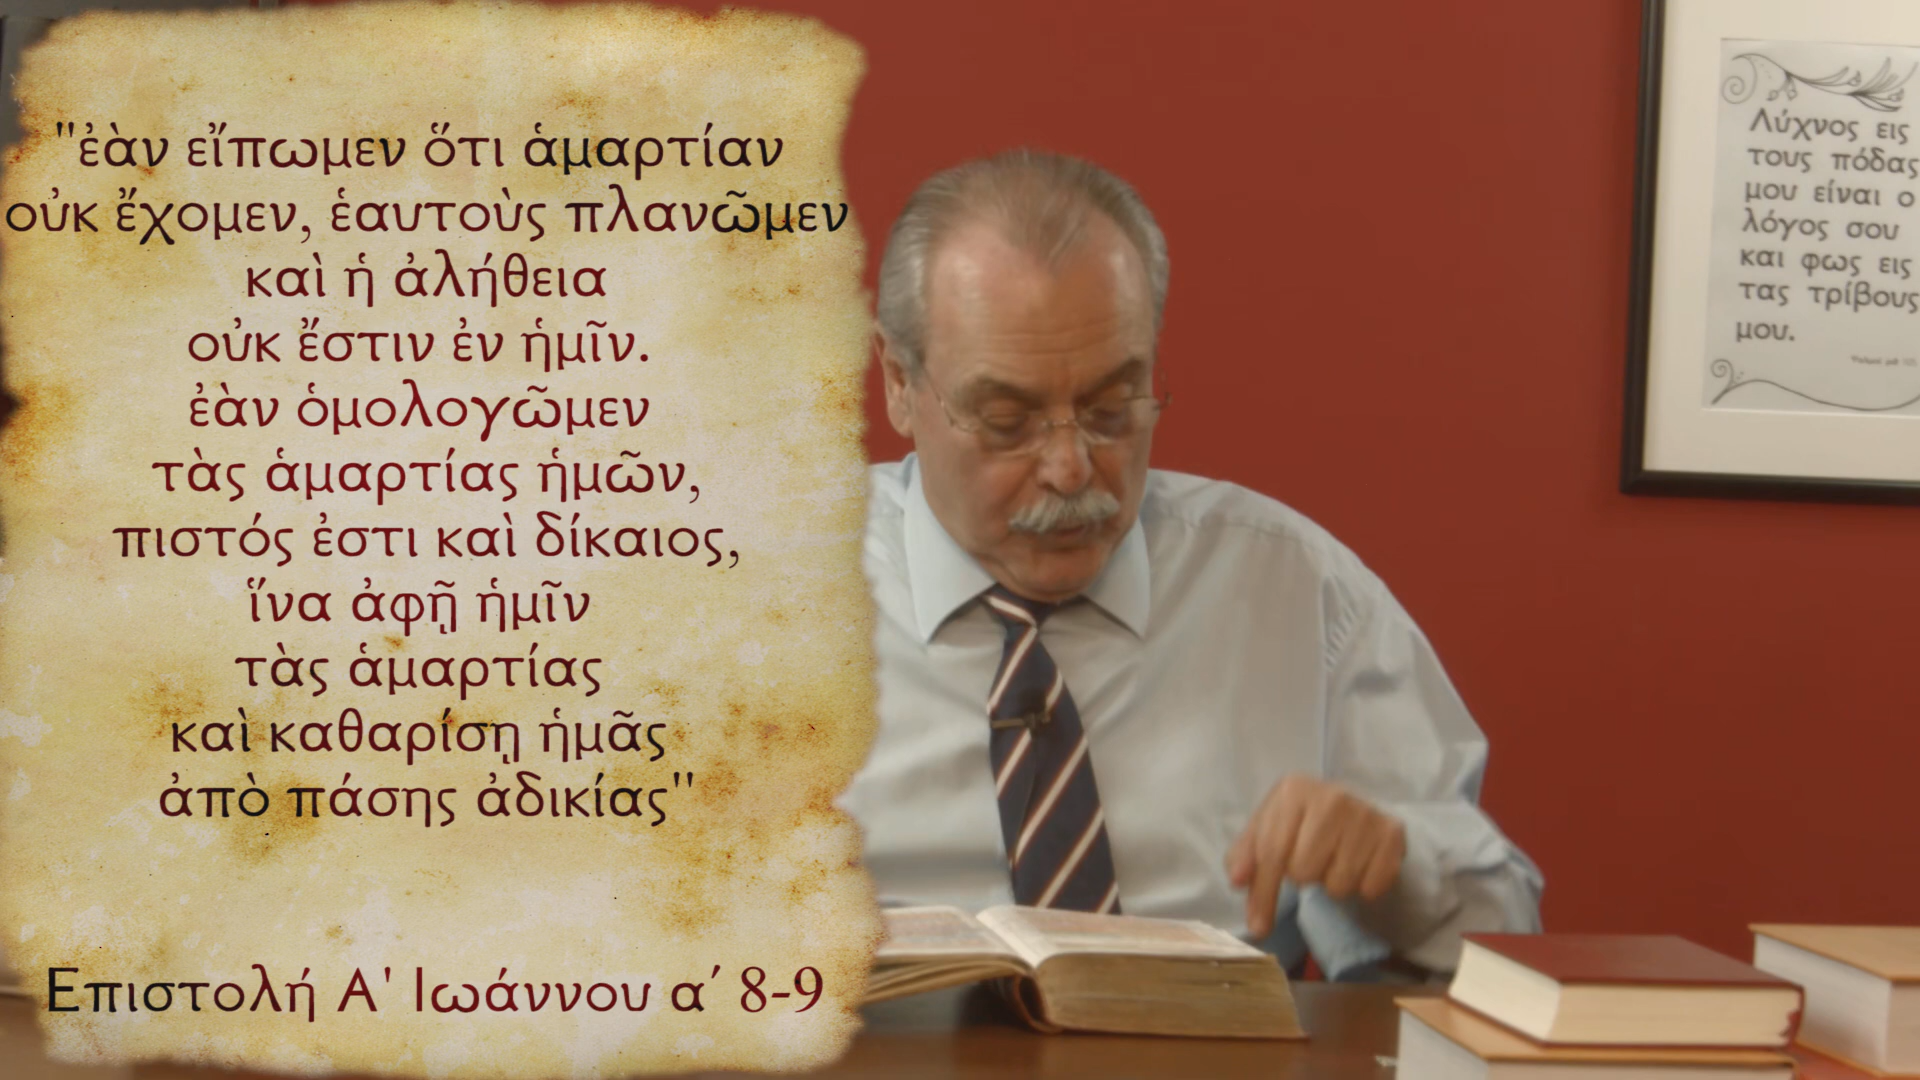 "ἐὰν εἴπωμεν ὅτι ἁμαρτίαν
οὐκ ἔχομεν, ἑαυτοὺς πλανῶμεν
καὶ ἡ ἀλήθεια
οὐκ ἔστιν ἐν ἡμῖν.
ἐὰν ὁμολογῶμεν
τὰς ἁμαρτίας ἡμῶν,
πιστός ἐστι καὶ δίκαιος,
ἵνα ἀφῇ ἡμῖν
τὰς ἁμαρτίας
καὶ καθαρίσῃ ἡμᾶς
ἀπὸ πάσης ἀδικίας"
Επιστολή Α' Ιωάννου α΄ 8-9
Λύχνος εις
τους πόδας
μου είναι ο
λόγος σου
και φως εις
τας τρίβους
μου.